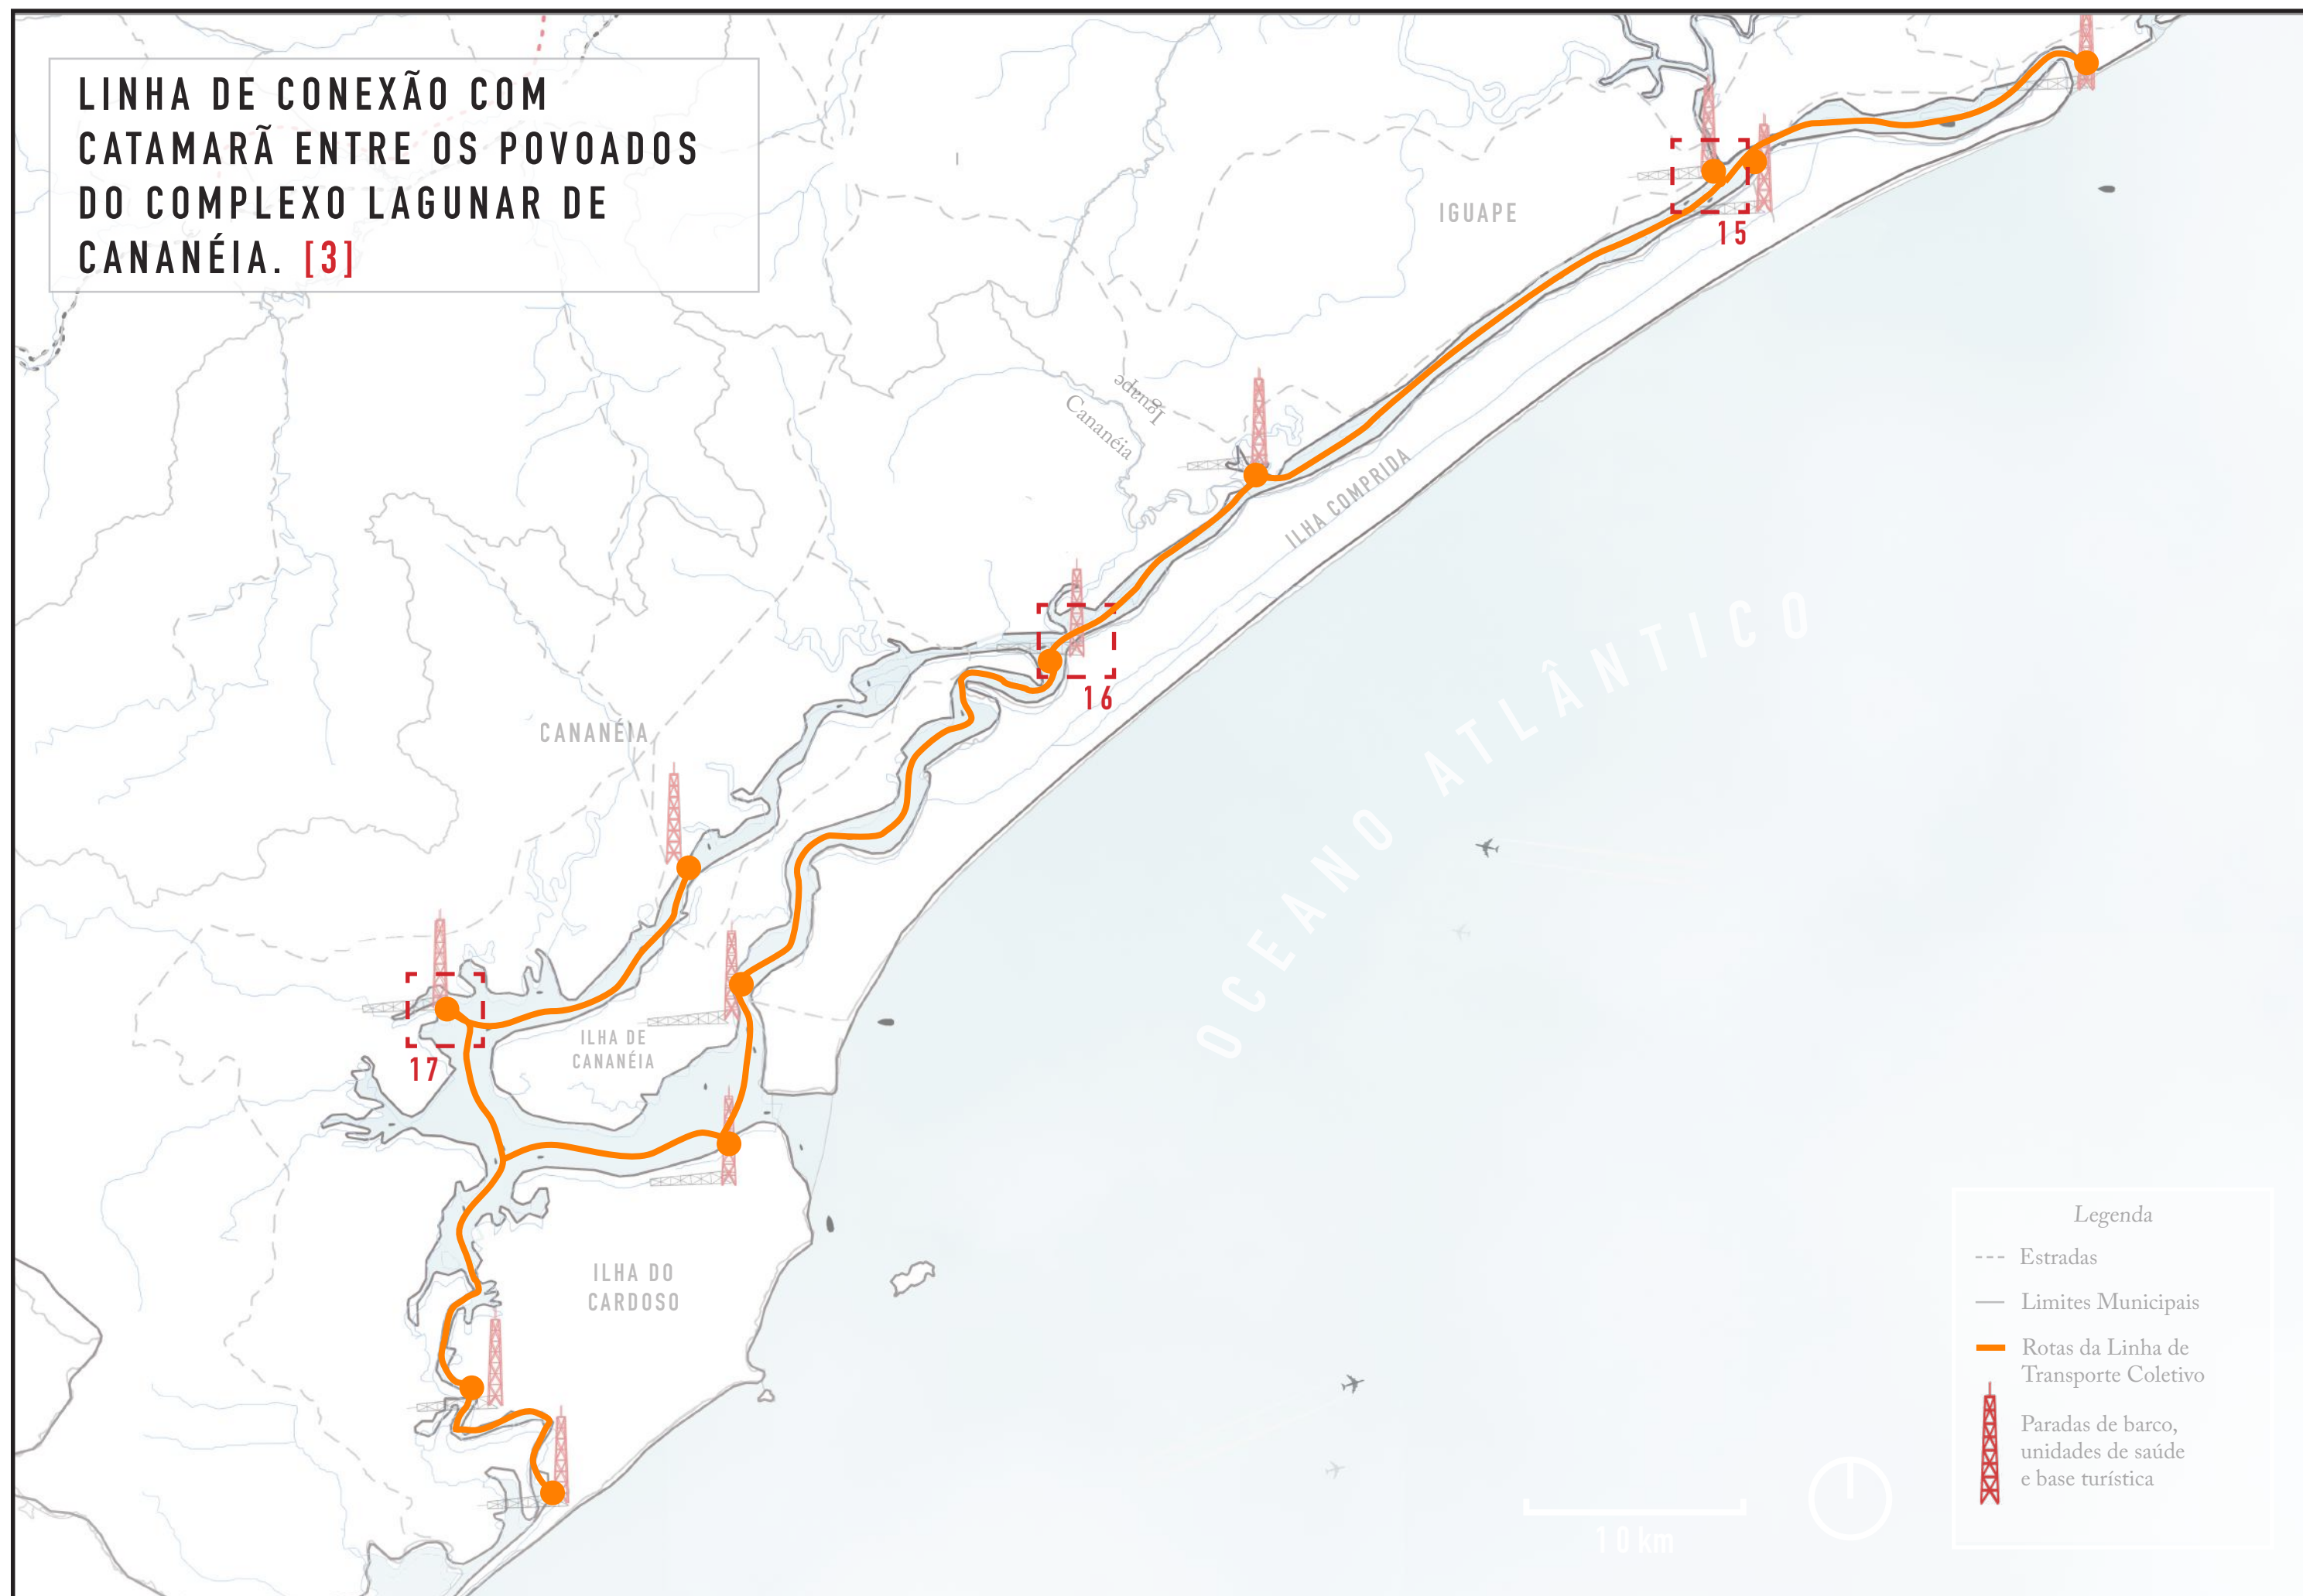 LINHA DE CONEXÃO COM
CATAMARÃ ENTRE OS POVOADOS
DO COMPLEXO LAGUNAR DE
CANANÉIA. [3]
15
IGUAPE
Iguape
Cananéia
ILHA COMPRIDA
16
CANANÉIA
OCEANO ATLÂNTICO
ILHA DE
CANANÉIA
17
ILHA DO
CARDOSO
Legenda
Estradas
Limites Municipais
Rotas da Linha de
Transporte Coletivo
Paradas de barco,
unidades de saúde
e base turística
10 km